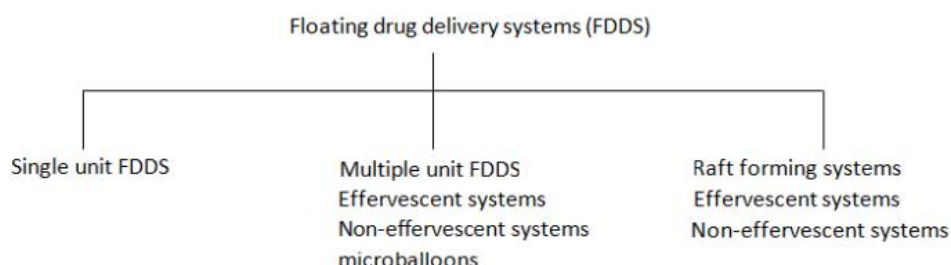 Floating drug delivery systems (FDDS)
Single unit FDDS
Multiple unit FDDS
Effervescent systems
Non-effervescent systems
microballoons
Raft forming systems
Effervescent systems
Non-effervescent systems